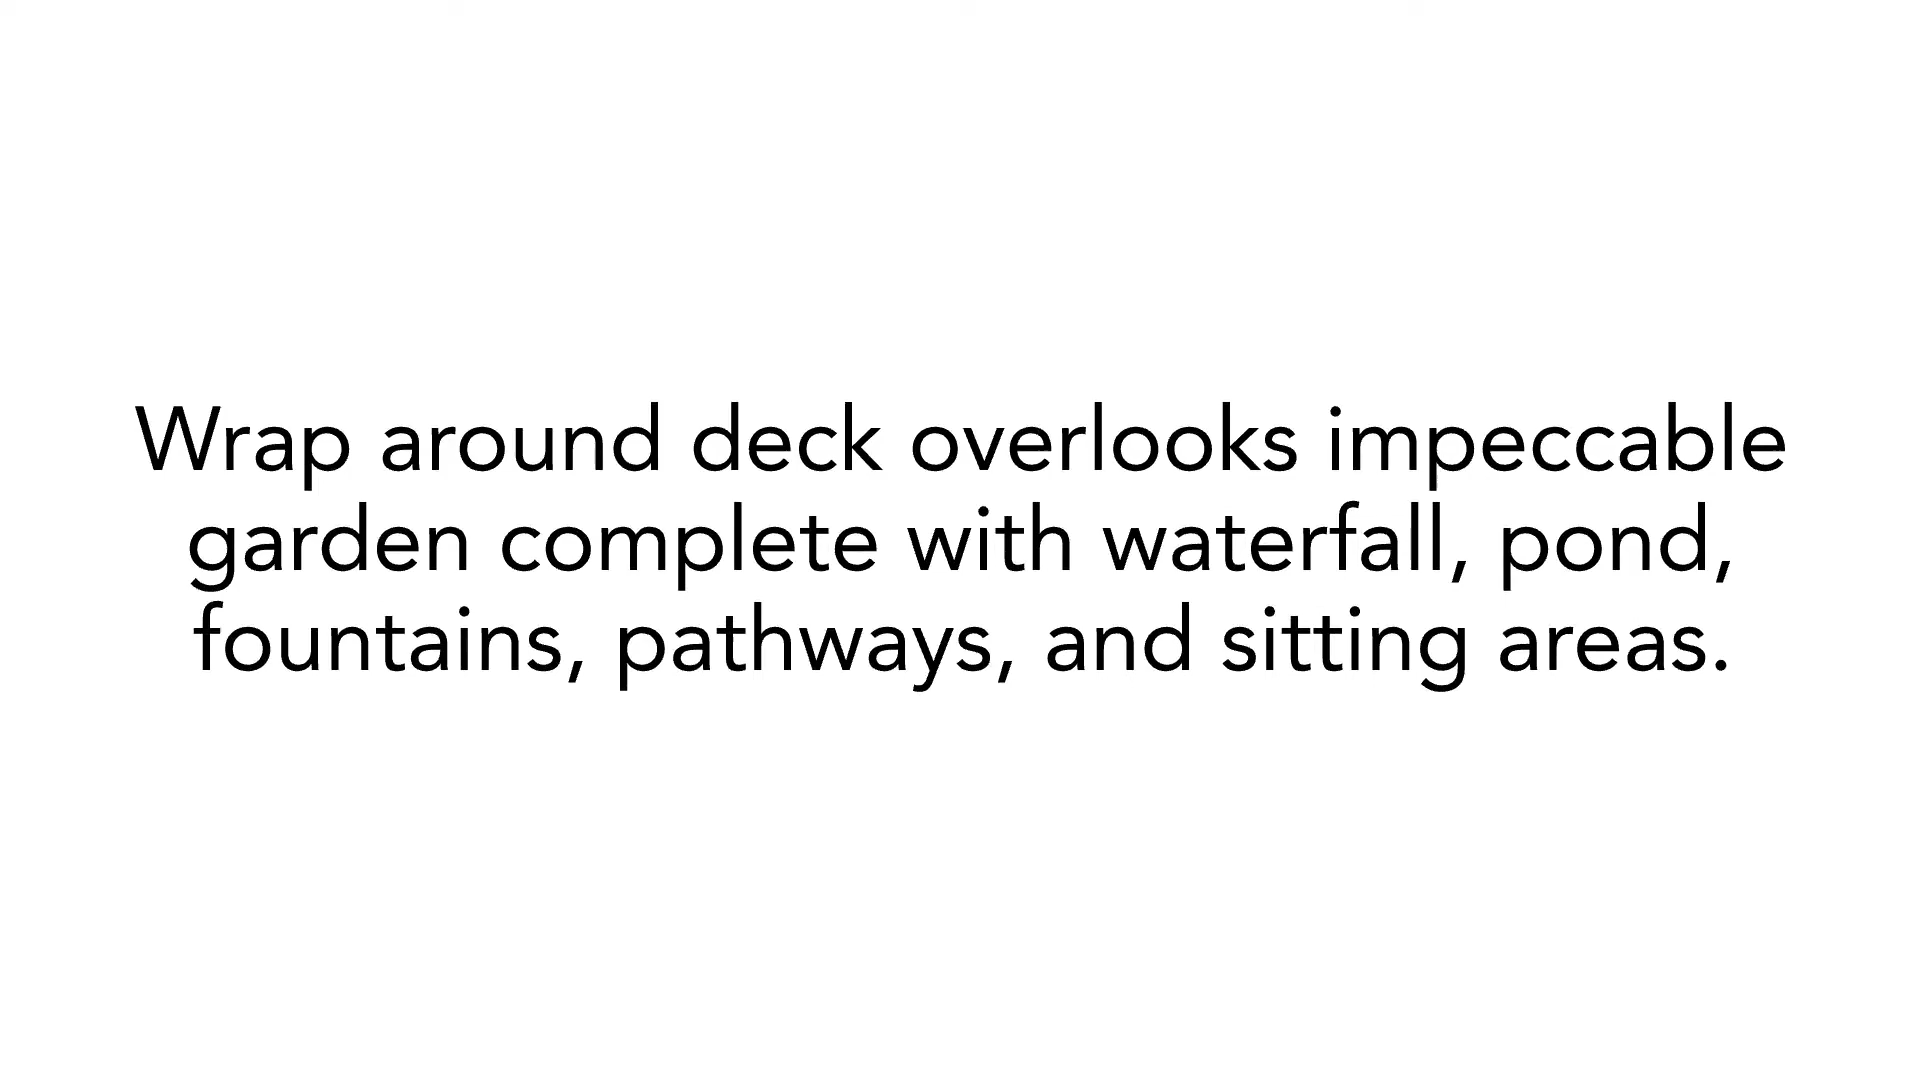 Wrap around deck overlooks impeccable
garden complete with waterfall, pond,
fountains, pathways, and sitting areas.